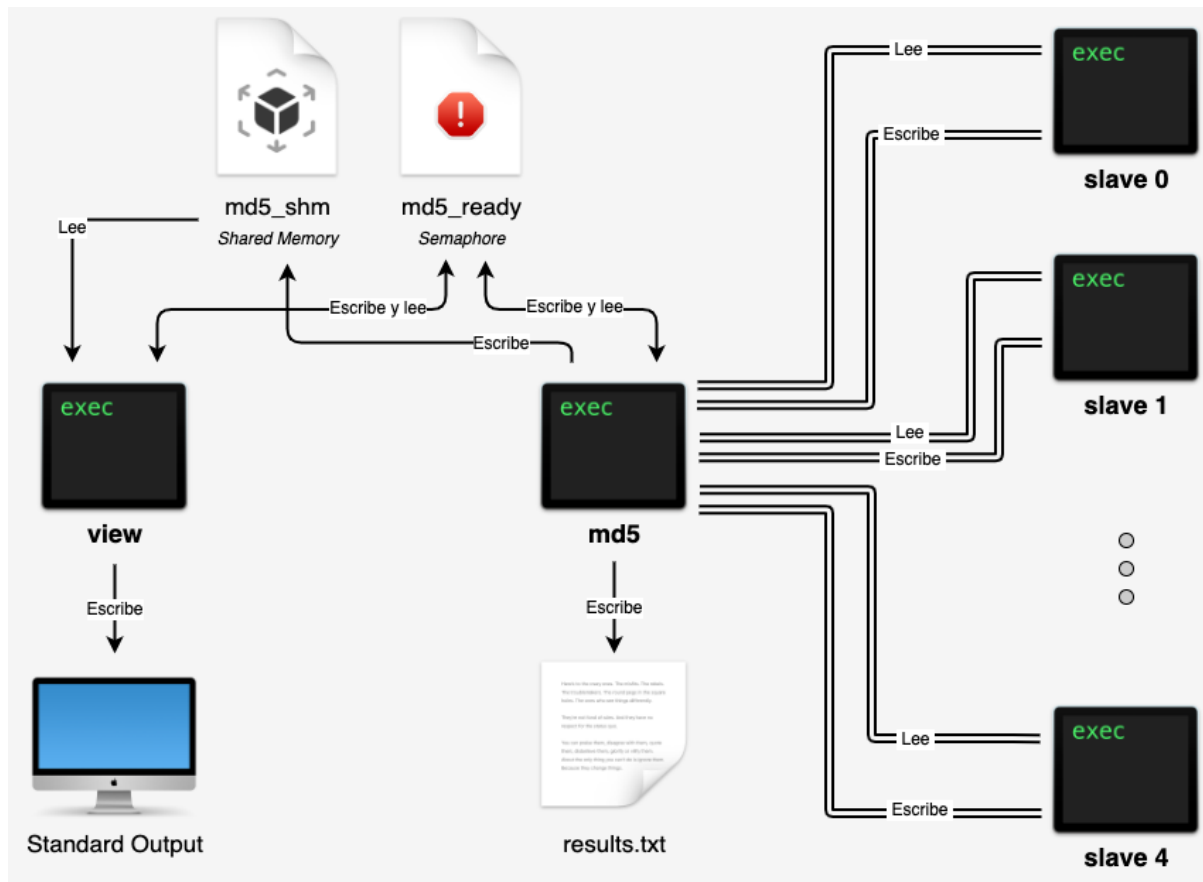 md5_shm
Shared Memory
md5_ready
Semaphore
Lee
Escribe y lee
Escribe y lee
Escribe
exec
view
Escribe
Standard Output
exec
md5
Escribe
results.txt
Lee
Escribe
exec
slave 0
Lee
Escribe
exec
slave 1
Lee
Escribe
exec
slave 4